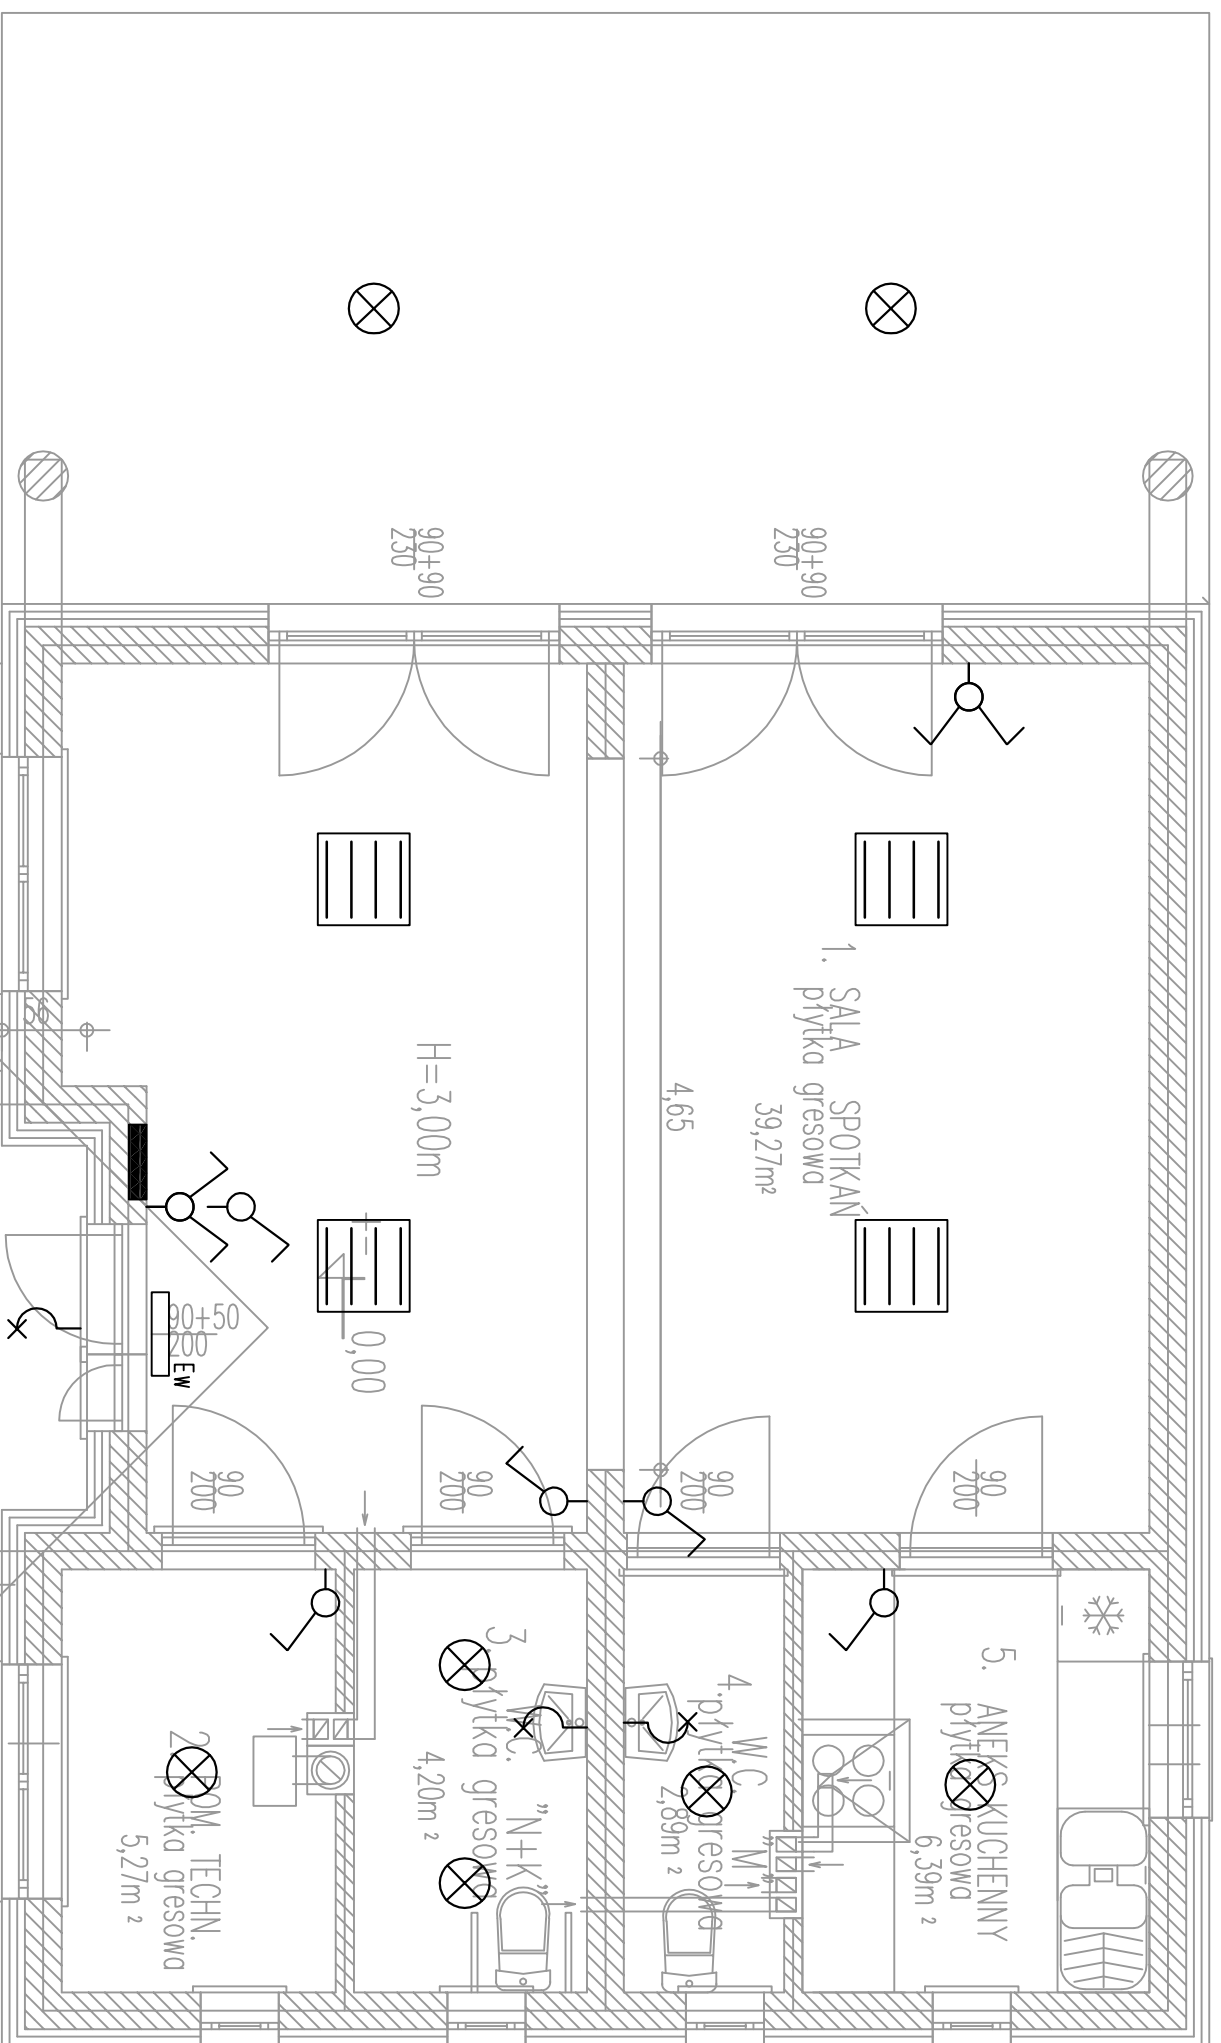 90+90
230
90+90
230
1. SALA SPOTKAŃ
płytka gresowa
39,27m²
4,65
H=3,00m
56
90+50
200
EW
0,00
90
200
90
200
90
200
90
200
2. POM. TECHN.
płytka gresowa
5,27m²
3. W.C. "N+K"
płytka gresowa
4,20m²
4. W.C. "M"
płytka gresowa
2,89m²
5. ANEKS KUCHENNY
płytka gresowa
6,39m²